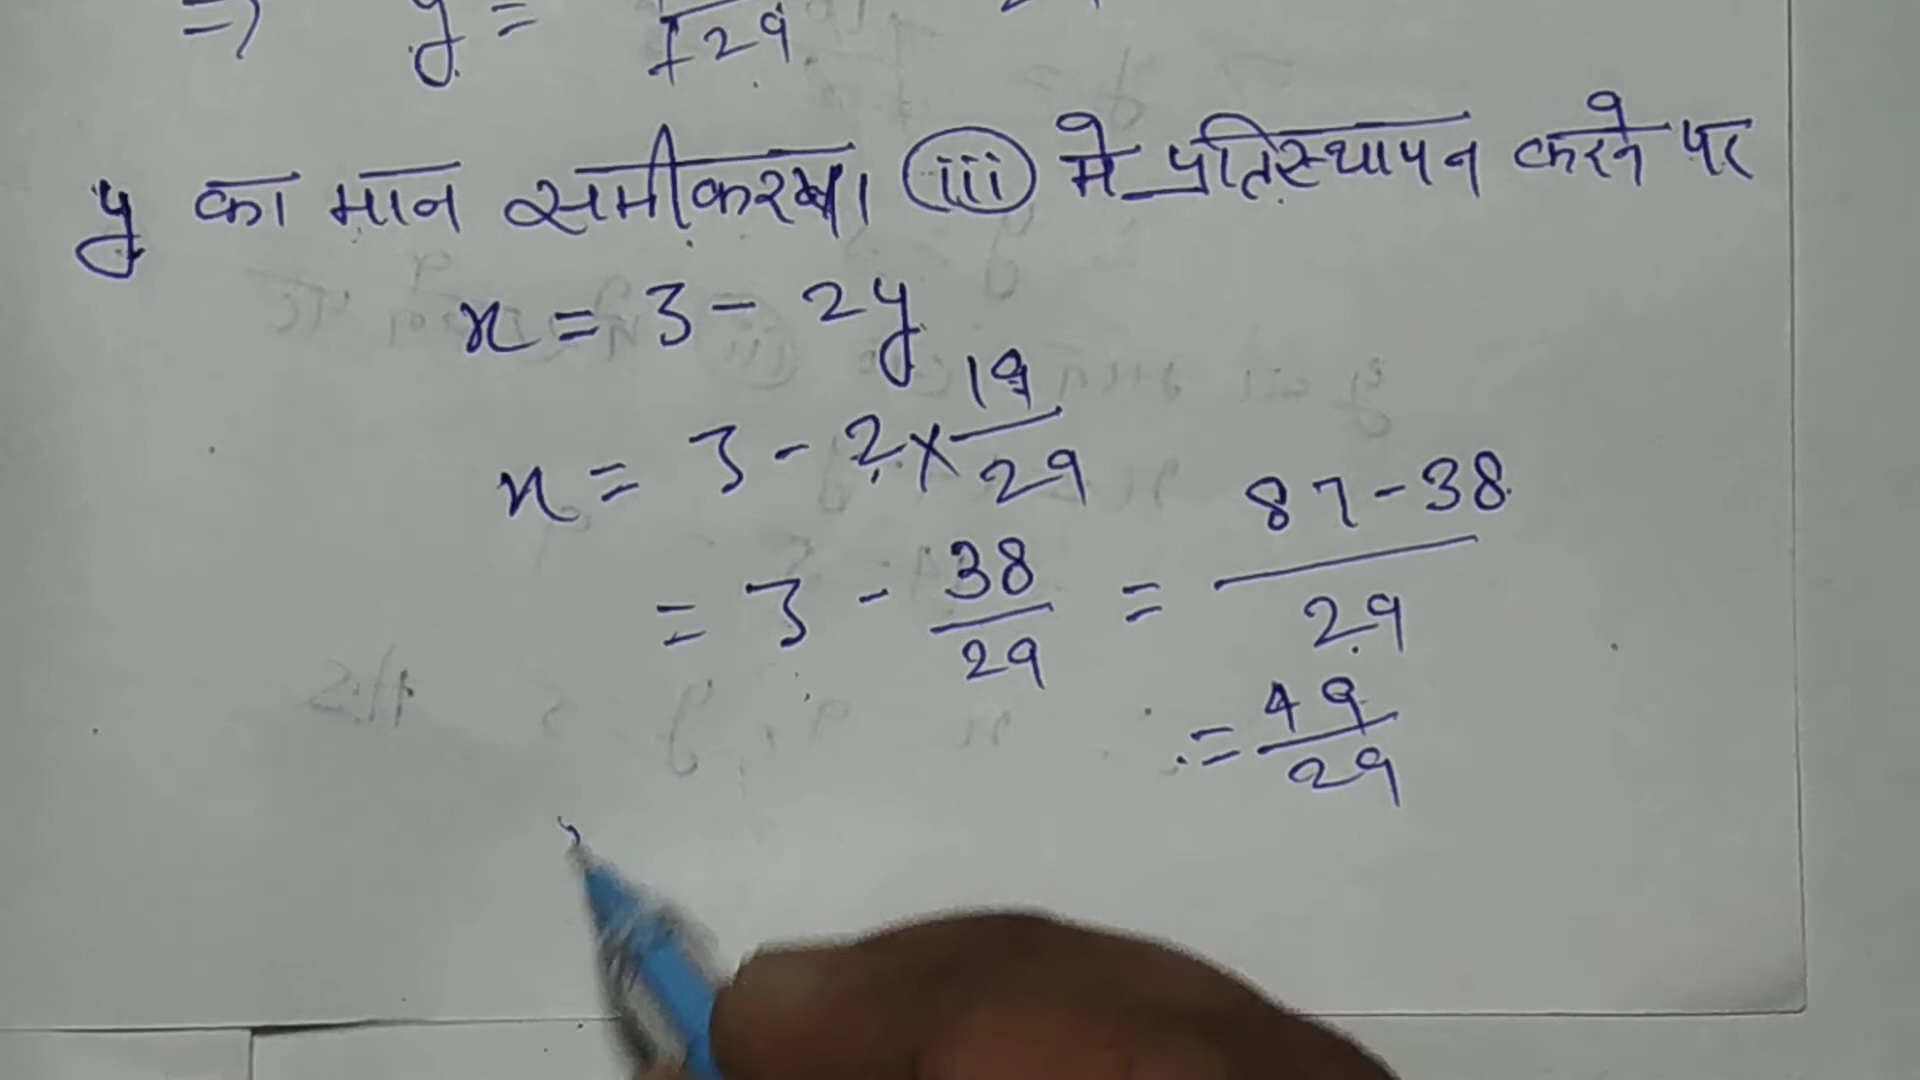 ⇒ y = 29
y का मान समीकरण (iii) मे प्रतिस्थापन करने पर
x = 3 - 2y
x = 3 - 2 × 19/29
= 3 - 38/29 = 87-38/29
= 49/29